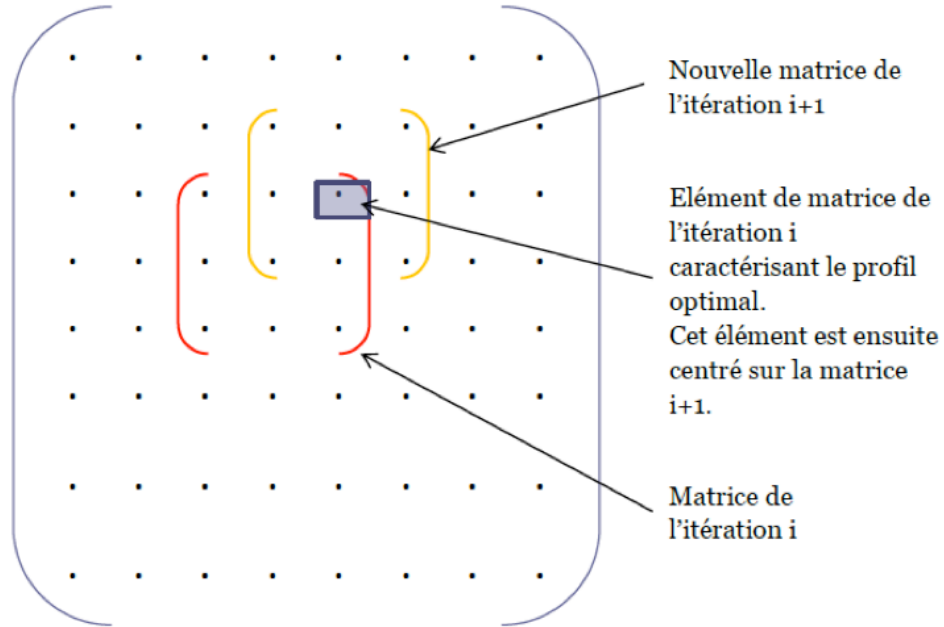 Nouvelle matrice de
l'itération i+1
Elément de matrice de
l'itération i
caractérisant le profil
optimal.
Cet élément est ensuite
centré sur la matrice
i+1.
Matrice de
l'itération i